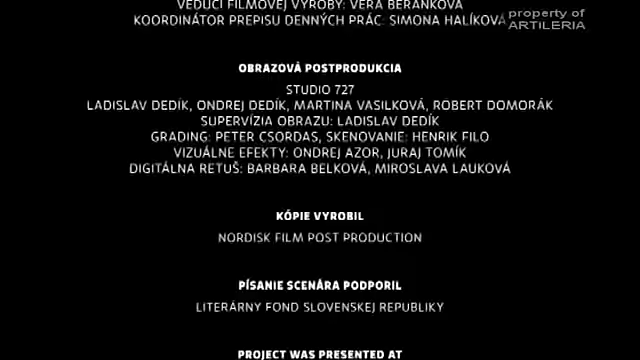 VEDÚCI FILMOVEJ VÝROBY: VERA BERÁNKOVÁ
KOORDINÁTOR PREPISU DENNÝCH PRÁC: SIMONA HALÍKOVÁ
property of
ARTILERIA
OBRAZOVÁ POSTPRODUKCIA
STUDIO 727
LADISLAV DEDÍK, ONDREJ DEDÍK, MARTINA VASILKOVÁ, ROBERT DOMORÁK
SUPERVÍZIA OBRAZU: LADISLAV DEDÍK
GRADING: PETER CSORDAS, SKENOVANIE: HENRIK FILO
VIZUÁLNE EFEKTY: ONDREJ AZOR, JURAJ TOMÍK
DIGITÁLNA RETUŠ: BARBARA BELKOVÁ, MIROSLAVA LAUKOVÁ
KÓPIE VYROBIL
NORDISK FILM POST PRODUCTION
PÍSANIE SCENÁRA PODPORIL
LITERÁRNY FOND SLOVENSKEJ REPUBLIKY
PROJECT WAS PRESENTED AT